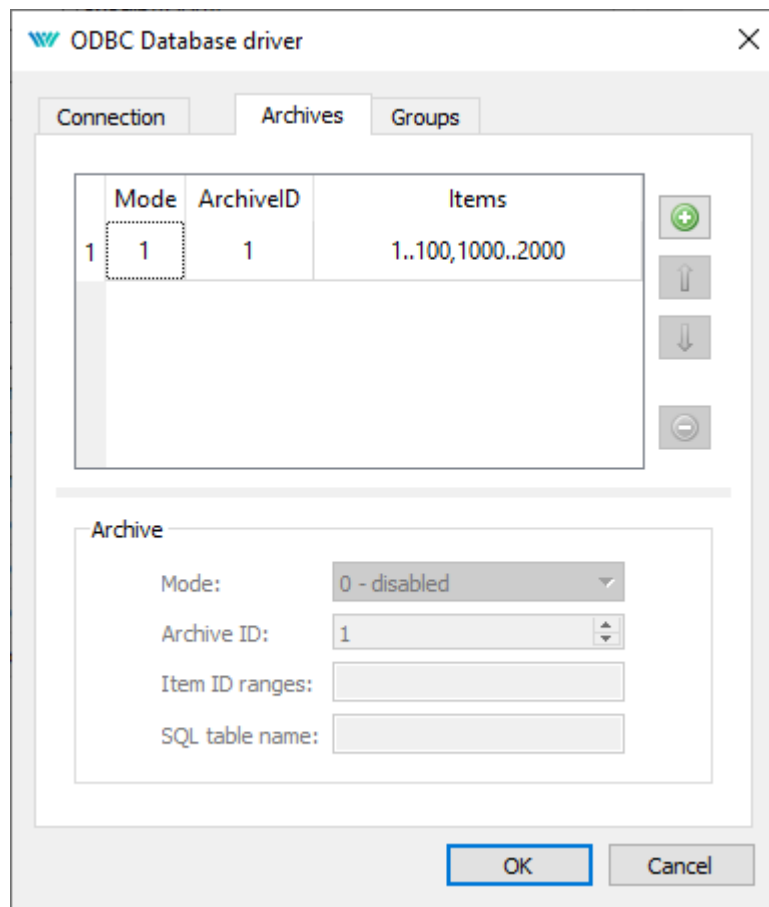 ODBC Database driver
Connection Archives Groups
Mode ArchiveID Items
1 1 1 1..100,1000..2000
Archive
Mode: 0 - disabled
Archive ID: 1
Item ID ranges:
SQL table name:
OK Cancel